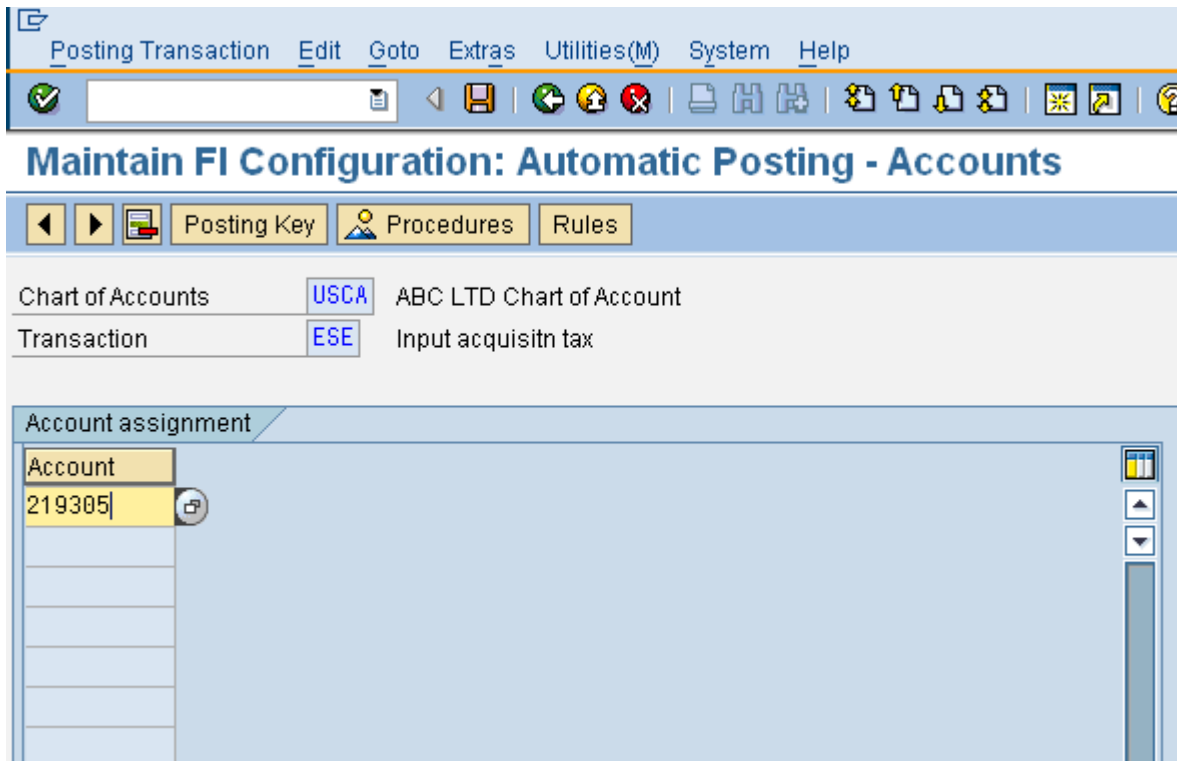 Posting Transaction Edit Goto Extras Utilities(M) System Help
Maintain FI Configuration: Automatic Posting - Accounts
Posting Key Procedures Rules
Chart of Accounts USCA ABC LTD Chart of Account
Transaction ESE Input acquisitn tax
Account assignment
Account
219305